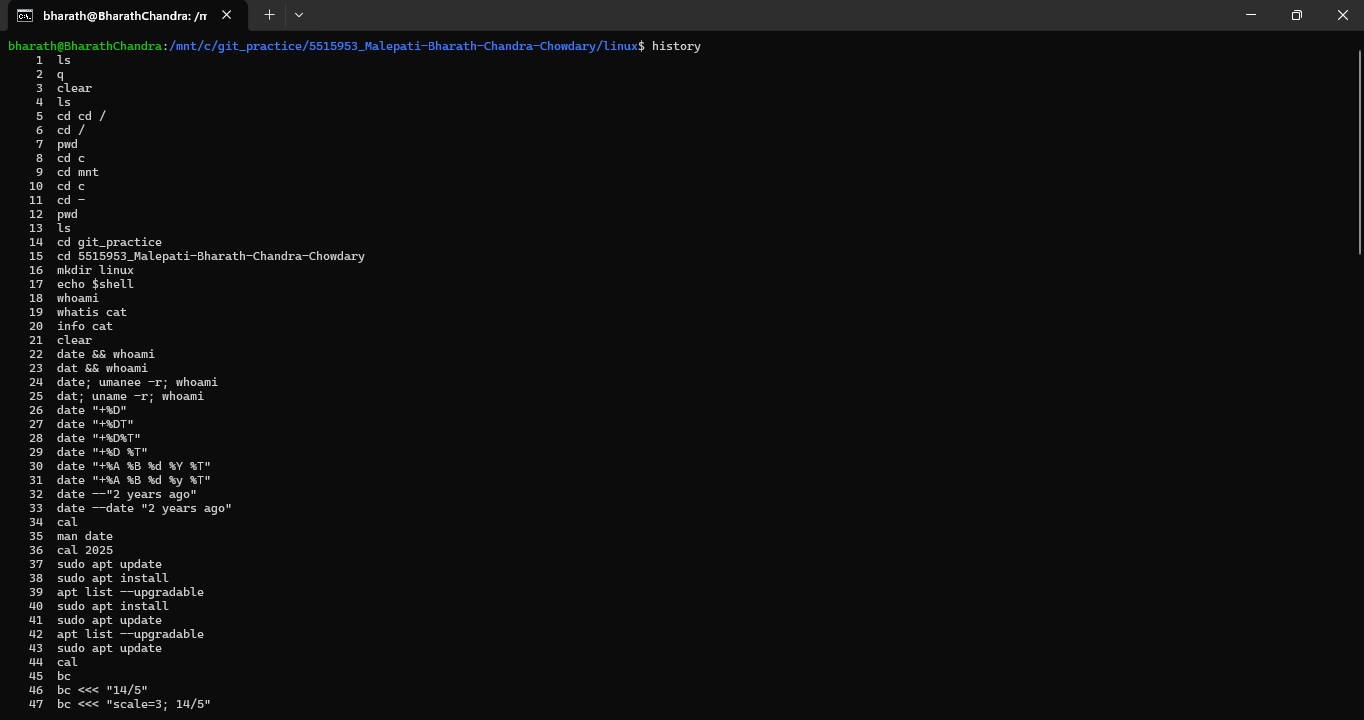 bharath@BharathChandra: /m
bharath@BharathChandra:/mnt/c/git_practice/5515953_Malepati-Bharath-Chandra-Chowdary/linux$ history
1 ls
2 q
3 clear
4 ls
5 cd cd /
6 cd /
7 pwd
8 cd c
9 cd mnt
10 cd c
11 cd -
12 pwd
13 ls
14 cd git_practice
15 cd 5515953_Malepati-Bharath-Chandra-Chowdary
16 mkdir linux
17 echo $shell
18 whoami
19 whatis cat
20 info cat
21 clear
22 date && whoami
23 dat && whoami
24 date; umanee -r; whoami
25 dat; uname -r; whoami
26 date "+%D"
27 date "+%DT"
28 date "+%D%T"
29 date "+%D %T"
30 date "+%A %B %d %Y %T"
31 date "+%A %B %d %y %T"
32 date --"2 years ago"
33 date --date "2 years ago"
34 cal
35 man date
36 cal 2025
37 sudo apt update
38 sudo apt install
39 apt list --upgradable
40 sudo apt install
41 sudo apt update
42 apt list --upgradable
43 sudo apt update
44 cal
45 bc
46 bc <<< "14/5"
47 bc <<< "scale=3; 14/5"